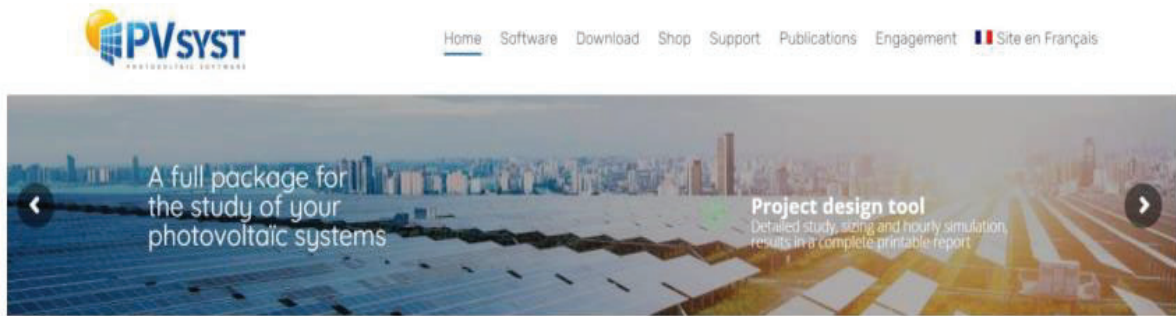 PVSYST
PHOTOVOLTAIC SOFTWARE
Home Software Download Shop Support Publications Engagement Site en Français
A full package for
the study of your
photovoltaïc systems
Project design tool
Detailed study, sizing and hourly simulation,
results in a complete printable report